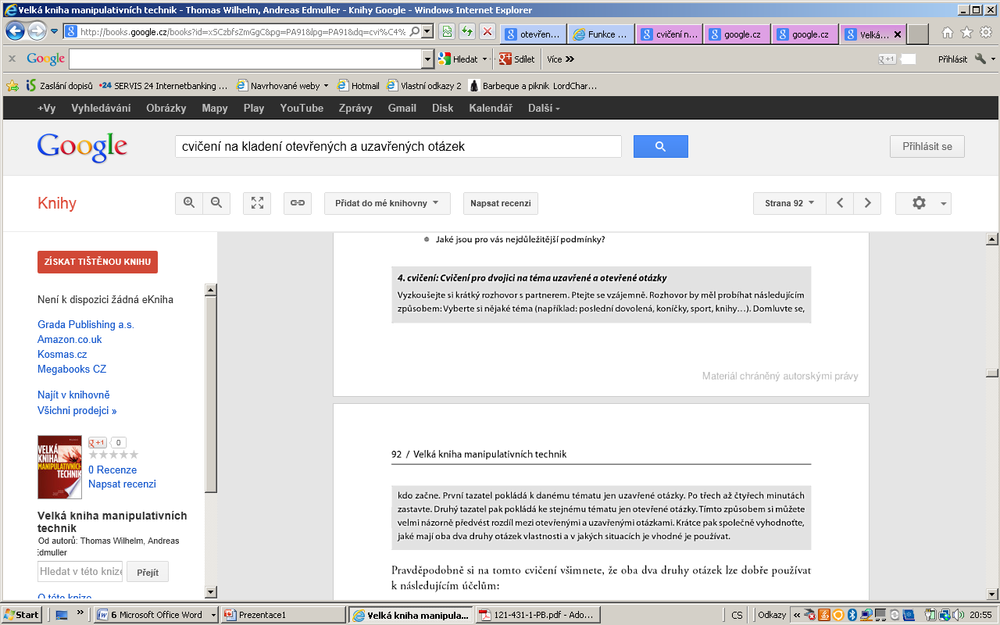 Velká kniha manipulativních technik - Thomas Wilhelm, Andreas Edmuller - Knihy Google - Windows Internet Explorer
http://books.google.cz/books?id=xSCzbfsZmGgC&pg=PA91&lpg=PA91&dq=cvi%C4%
otevřen...
Funkce ...
cvičení n...
google.cz
google.cz
Velká...
Google
Hledat
Sdílet
Více »
+1
Přihlásit
Zaslání dopisů
SERVIS 24 Internetbanking ...
Navrhované weby
Hotmail
Vlastní odkazy 2
Barbeque a piknik LordChar...
+Vy Vyhledávání Obrázky Mapy Play YouTube Zprávy Gmail Disk Kalendář Další
Google
cvičení na kladení otevřených a uzavřených otázek
Přihlásit se
Knihy
Přidat do mé knihovny
Napsat recenzi
Strana 92
ZÍSKAT TIŠTĚNOU KNIHU
Není k dispozici žádná eKniha
Grada Publishing a.s.
Amazon.co.uk
Kosmas.cz
Megabooks CZ
Najít v knihovně
Všichni prodejci »
VELKÁ
KNIHA
MANIPULATIVNÍCH
TECHNIK
+1 0
0 Recenze
Napsat recenzi
Velká kniha manipulativních
technik
Od autorů: Thomas Wilhelm, Andreas
Edmuller
Hledat v této knize
Přejít
O této knize
• Jaké jsou pro vás nejdůležitější podmínky?
4. cvičení: Cvičení pro dvojici na téma uzavřené a otevřené otázky
Vyzkoušejte si krátký rozhovor s partnerem. Ptejte se vzájemně. Rozhovor by měl probíhat následujícím
způsobem: Vyberte si nějaké téma (například: poslední dovolená, koníčky, sport, knihy…). Domluvte se,
Materiál chráněný autorskými právy
92 / Velká kniha manipulativních technik
kdo začne. První tazatel pokládá k danému tématu jen uzavřené otázky. Po třech až čtyřech minutách
zastavte. Druhý tazatel pak pokládá ke stejnému tématu jen otevřené otázky. Tímto způsobem si můžete
velmi názorně předvést rozdíl mezi otevřenými a uzavřenými otázkami. Krátce pak společně vyhodnoťte,
jaké mají oba dva druhy otázek vlastnosti a v jakých situacích je vhodné je používat.
Pravděpodobně si na tomto cvičení všimnete, že oba dva druhy otázek lze dobře používat
k následujícím účelům:
Start
6 Microsoft Office Word
Prezentace1
Velká kniha manipula...
121-431-1-PB.pdf - Ado...
CS
Odkazy
20:55